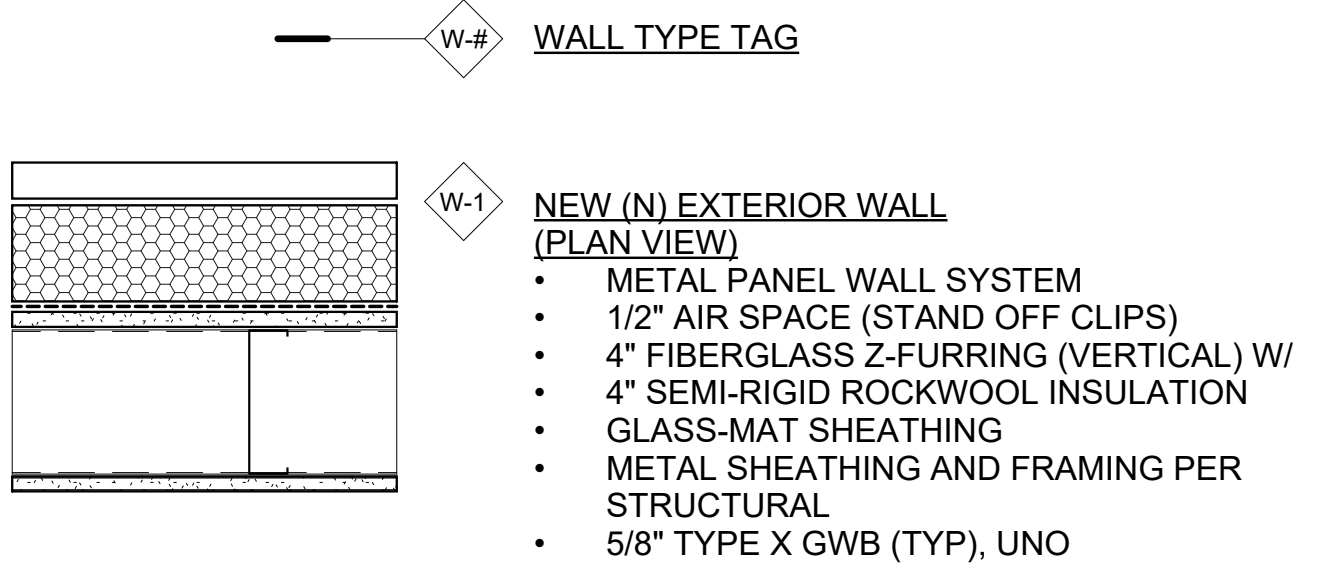 W-# WALL TYPE TAG
W-1 NEW (N) EXTERIOR WALL
(PLAN VIEW)
• METAL PANEL WALL SYSTEM
• 1/2" AIR SPACE (STAND OFF CLIPS)
• 4" FIBERGLASS Z-FURRING (VERTICAL) W/
• 4" SEMI-RIGID ROCKWOOL INSULATION
• GLASS-MAT SHEATHING
• METAL SHEATHING AND FRAMING PER
STRUCTURAL
• 5/8" TYPE X GWB (TYP), UNO